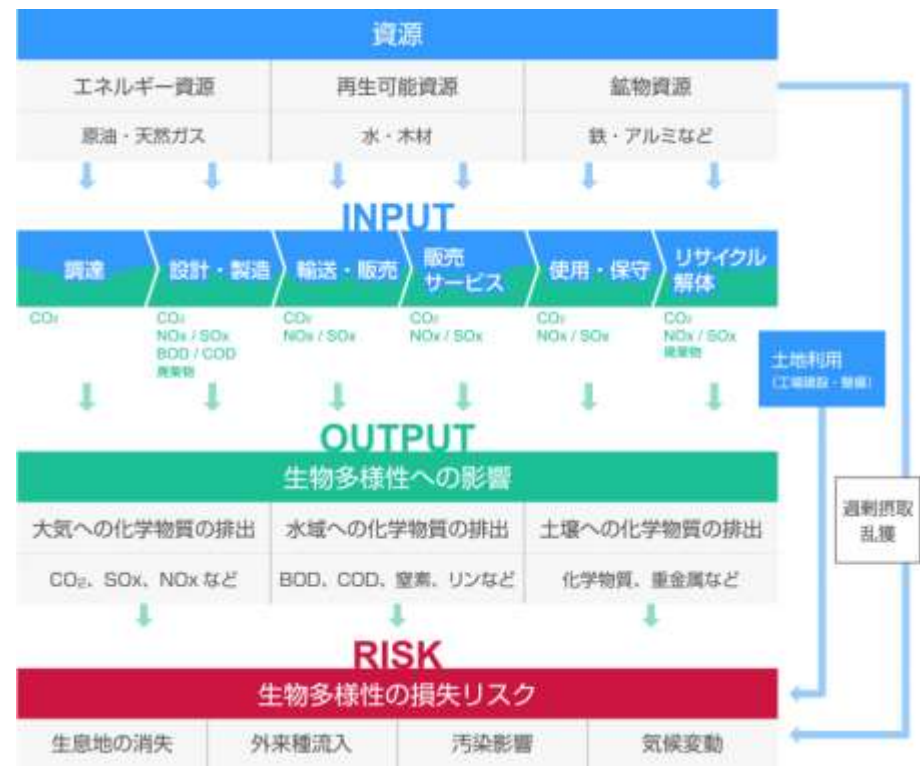 資源
エネルギー資源
再生可能資源
鉱物資源
原油・天然ガス
水・木材
鉄・アルミなど
INPUT
調達
設計・製造
輸送・販売
販売
サービス
使用・保守
リサイクル
解体
CO₂
CO₂
NOx / SOx
BOD / COD
廃棄物
CO₂
NOx / SOx
CO₂
NOx / SOx
CO₂
NOx / SOx
CO₂
NOx / SOx
廃棄物
土地利用
(工場建設・整備)
OUTPUT
生物多様性への影響
大気への化学物質の排出
水域への化学物質の排出
土壌への化学物質の排出
CO₂、SOx、NOx など
BOD、COD、窒素、リンなど
化学物質、重金属など
過剰摂取
乱獲
RISK
生物多様性の損失リスク
生息地の消失
外来種流入
汚染影響
気候変動